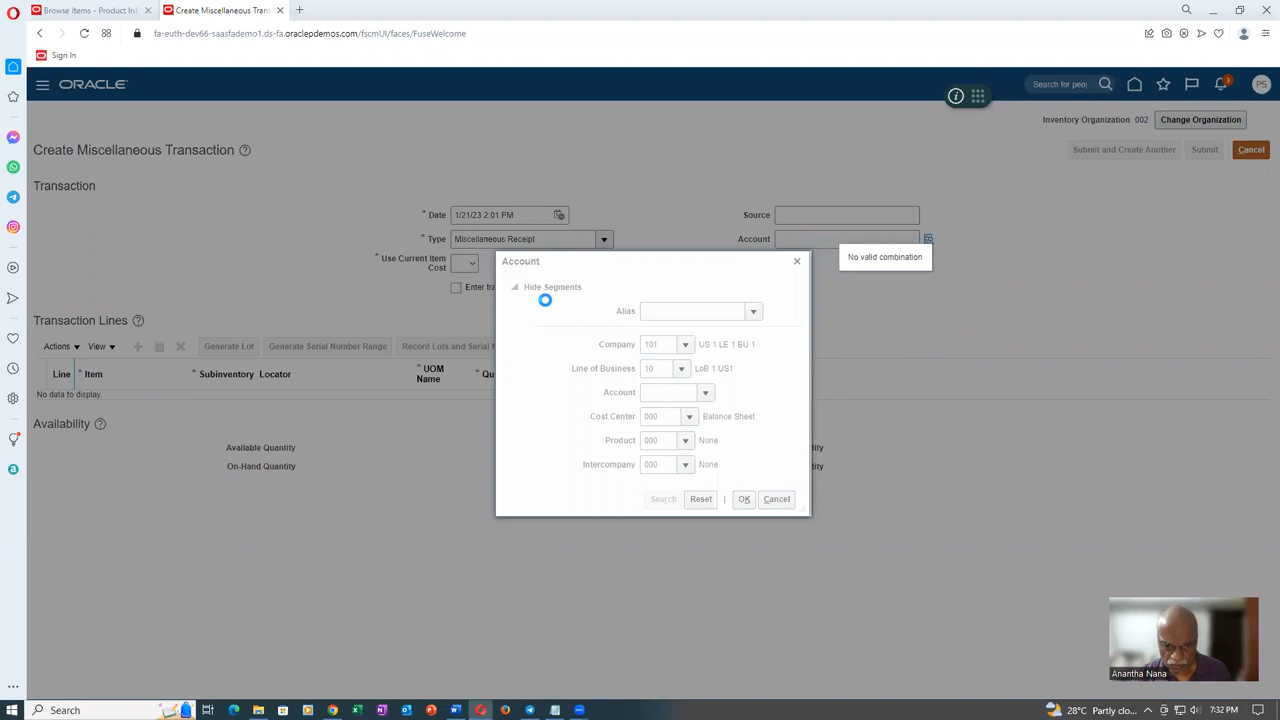 Browse Items - Product In
Create Miscellaneous Tran
fa-euth-dev66-saasfademo1.ds-fa.oraclepdemos.com/fscmUI/faces/FuseWelcome
Sign In
ORACLE
Search for peo
3
PS
Inventory Organization 002 Change Organization
Create Miscellaneous Transaction
Submit and Create Another Submit Cancel
Transaction
* Date 1/21/23 2:01 PM
Source
* Type Miscellaneous Receipt
Account
* Use Current Item Cost
No valid combination
Enter tra
Account
Hide Segments
Alias
Company 101 US 1 LE 1 BU 1
Line of Business 10 LoB 1 US1
Account
Cost Center 000 Balance Sheet
Product 000 None
Intercompany 000 None
Search Reset | OK Cancel
Transaction Lines
Actions View Generate Lot Generate Serial Number Range Record Lots and Serial N
Line * Item Subinventory Locator * UOM Name * Qu
No data to display.
Availability
Available Quantity
On-Hand Quantity
tity
tity
Anantha Nana
Search
28°C Partly clo...
7:32 PM